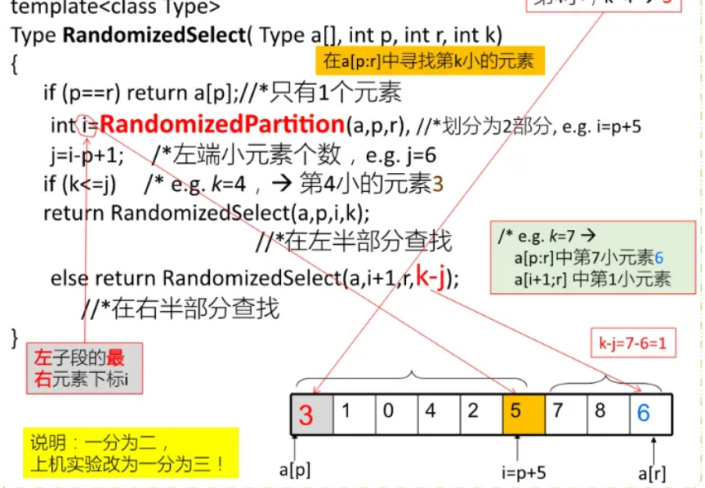 template<class Type>
Type RandomizedSelect( Type a[], int p, int r, int k)
{
在a[p:r]中寻找第k小的元素
if (p==r) return a[p];//*只有1个元素
int i=RandomizedPartition(a,p,r), //*划分为2部分, e.g. i=p+5
j=i-p+1; /*左端小元素个数，e.g. j=6
if (k<=j) /* e.g. k=4，→ 第4小的元素3
return RandomizedSelect(a,p,i,k);
//*在左半部分查找
else return RandomizedSelect(a,i+1,r,k-j);
//*在右半部分查找
}
/* e.g. k=7 →
a[p:r]中第7小元素6
a[i+1;r] 中第1小元素
k-j=7-6=1
左子段的最
右元素下标i
3 1 0 4 2 5 7 8 6
a[p] i=p+5 a[r]
说明：一分为二，
上机实验改为一分为三！